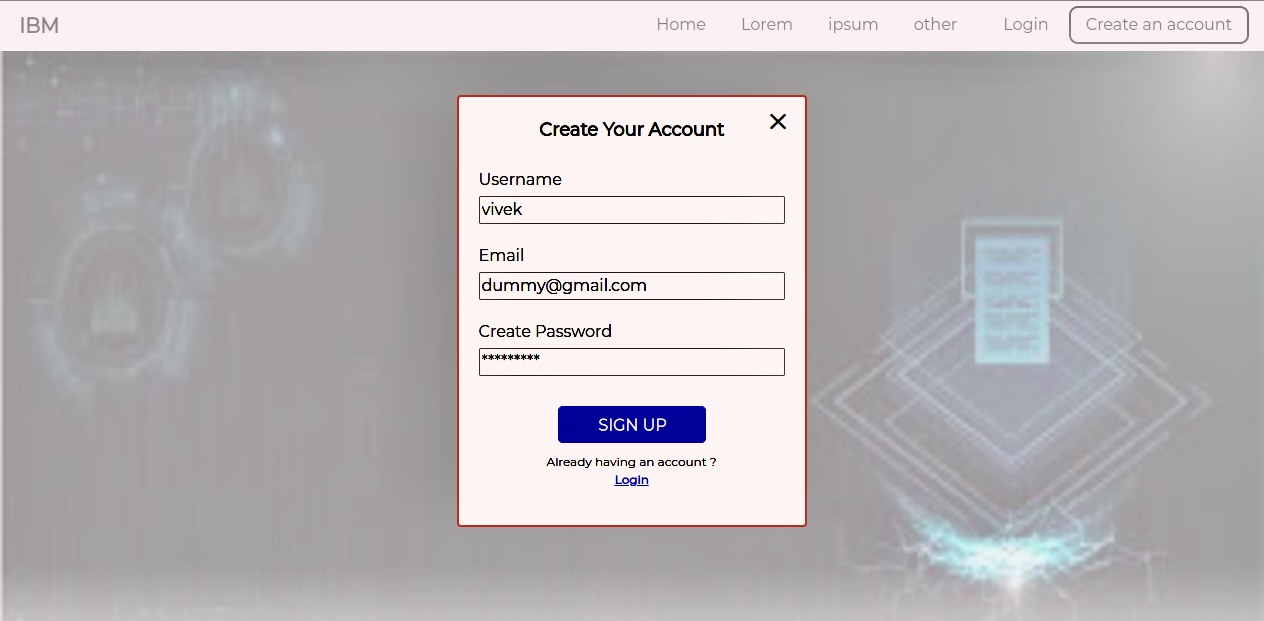 IBM Home Lorem ipsum other Login Create an account
Create Your Account
Username
vivek
Email
dummy@gmail.com
Create Password
*********
SIGN UP
Already having an account ?
Login